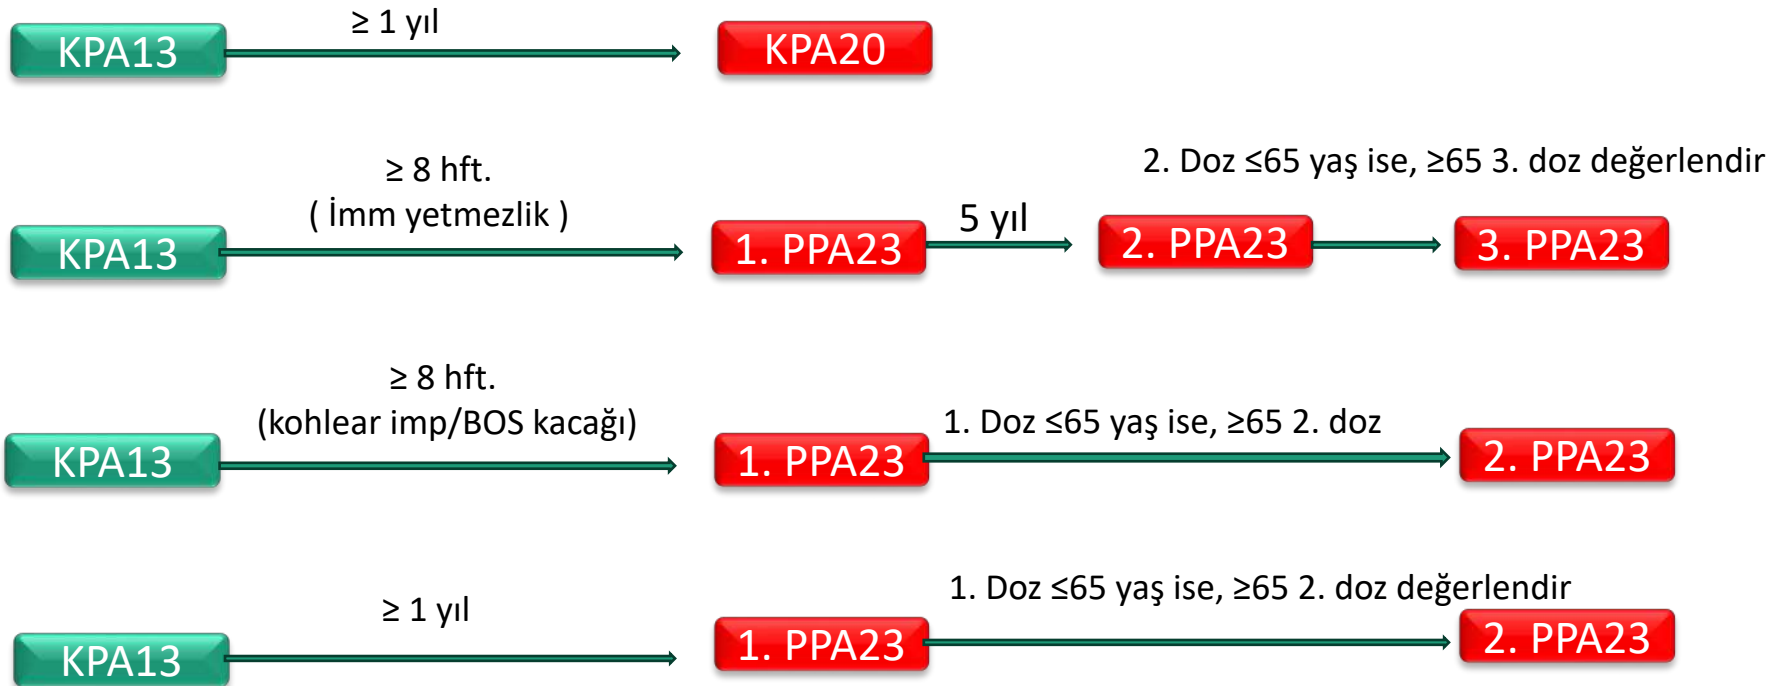 ≥ 1 yıl
KPA13
KPA20
≥ 8 hft.
( İmm yetmezlik )
2. Doz ≤65 yaş ise, ≥65 3. doz değerlendir
KPA13
1. PPA23
5 yıl
2. PPA23
3. PPA23
≥ 8 hft.
(kohlear imp/BOS kacağı)
1. Doz ≤65 yaş ise, ≥65 2. doz
KPA13
1. PPA23
2. PPA23
≥ 1 yıl
1. Doz ≤65 yaş ise, ≥65 2. doz değerlendir
KPA13
1. PPA23
2. PPA23